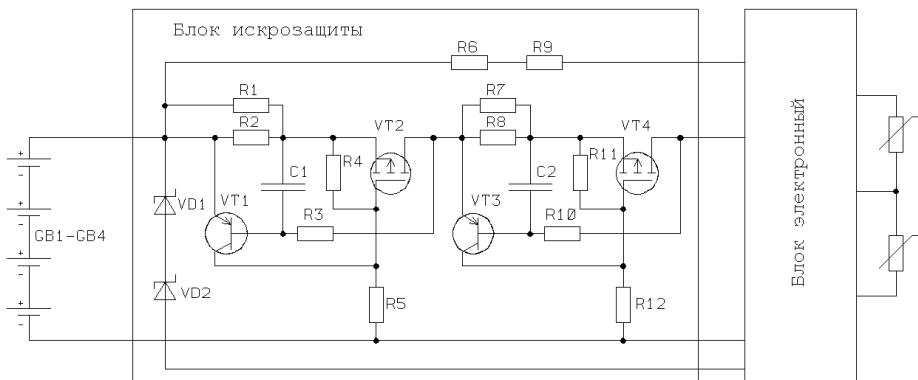 Блок искрозащиты
R6
R9
R1
R7
R2
VT2
R8
VT4
+
-
R4
R11
C1
C2
+
-
VD1
VT1
R3
VT3
R10
GB1-GB4
+
-
VD2
R5
R12
+
-
Блок электронный